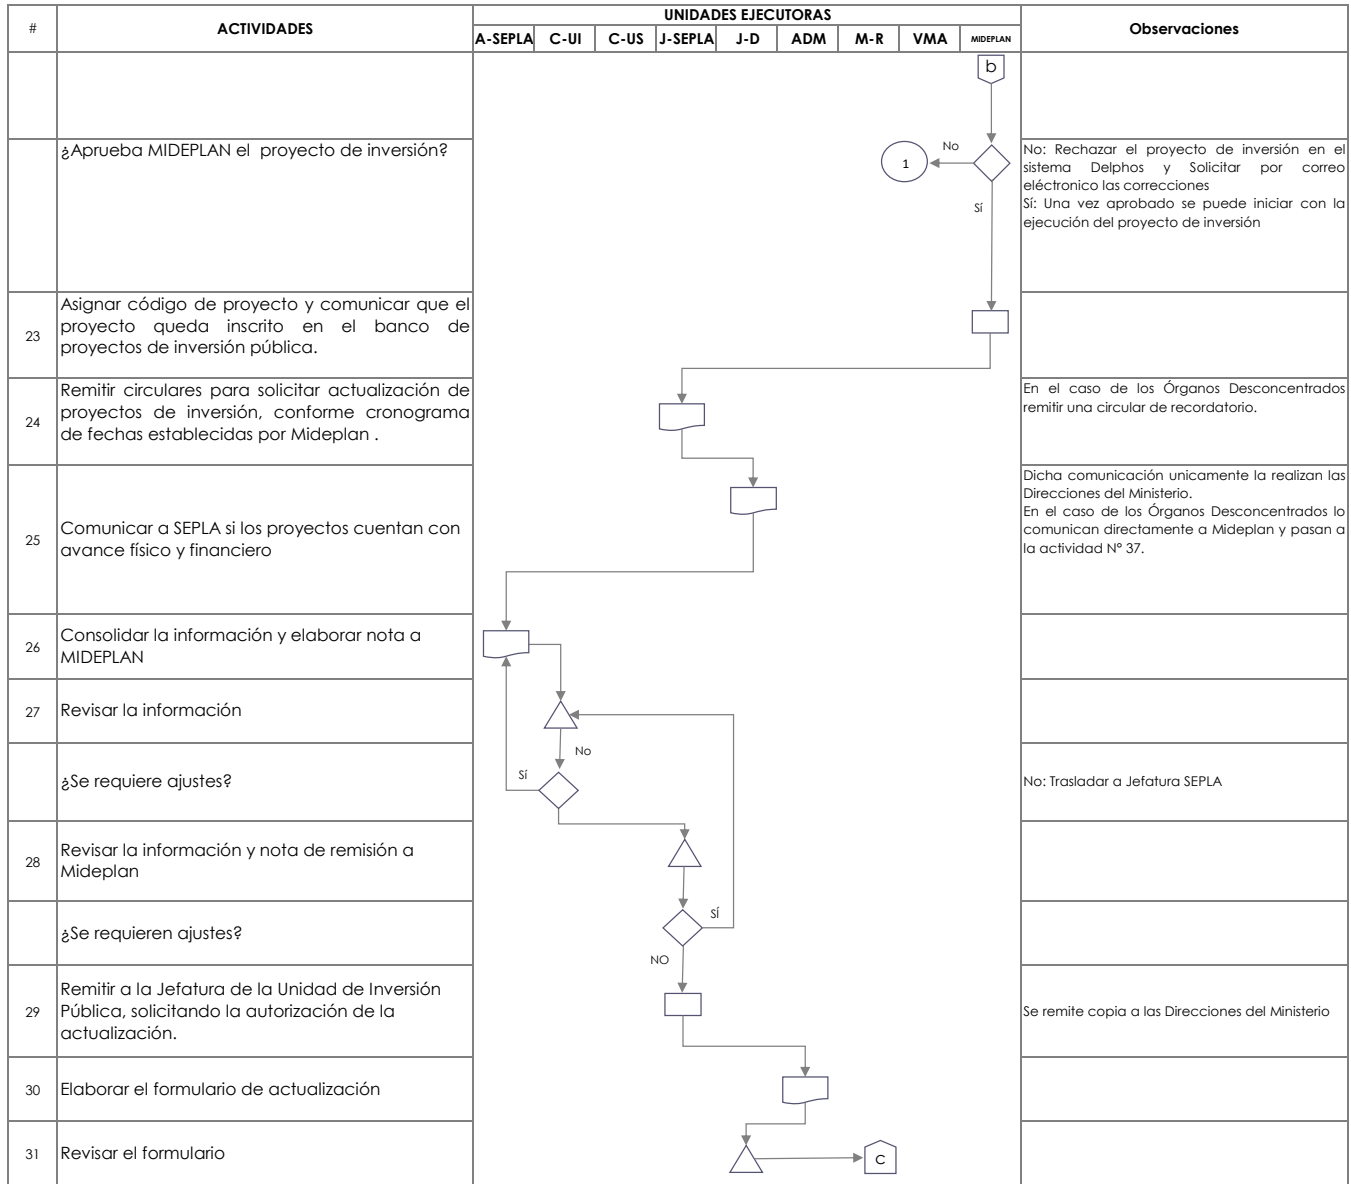 #
ACTIVIDADES
UNIDADES EJECUTORAS
Observaciones
A-SEPLA C-UI C-US J-SEPLA J-D ADM M-R VMA MIDEPLAN
b
¿Aprueba MIDEPLAN el proyecto de inversión?
No
1
Sí
No: Rechazar el proyecto de inversión en el
sistema Delphos y Solicitar por correo
eléctronico las correcciones
Sí: Una vez aprobado se puede iniciar con la
ejecución del proyecto de inversión
23
Asignar código de proyecto y comunicar que el
proyecto queda inscrito en el banco de
proyectos de inversión pública.
24
Remitir circulares para solicitar actualización de
proyectos de inversión, conforme cronograma
de fechas establecidas por Mideplan .
En el caso de los Órganos Desconcentrados
remitir una circular de recordatorio.
25
Comunicar a SEPLA si los proyectos cuentan con
avance físico y financiero
Dicha comunicación unicamente la realizan las
Direcciones del Ministerio.
En el caso de los Órganos Desconcentrados lo
comunican directamente a Mideplan y pasan a
la actividad N° 37.
26
Consolidar la información y elaborar nota a
MIDEPLAN
27
Revisar la información
No
¿Se requiere ajustes?
Sí
No: Trasladar a Jefatura SEPLA
28
Revisar la información y nota de remisión a
Mideplan
¿Se requieren ajustes?
SÍ
NO
29
Remitir a la Jefatura de la Unidad de Inversión
Pública, solicitando la autorización de la
actualización.
Se remite copia a las Direcciones del Ministerio
30
Elaborar el formulario de actualización
31
Revisar el formulario
C